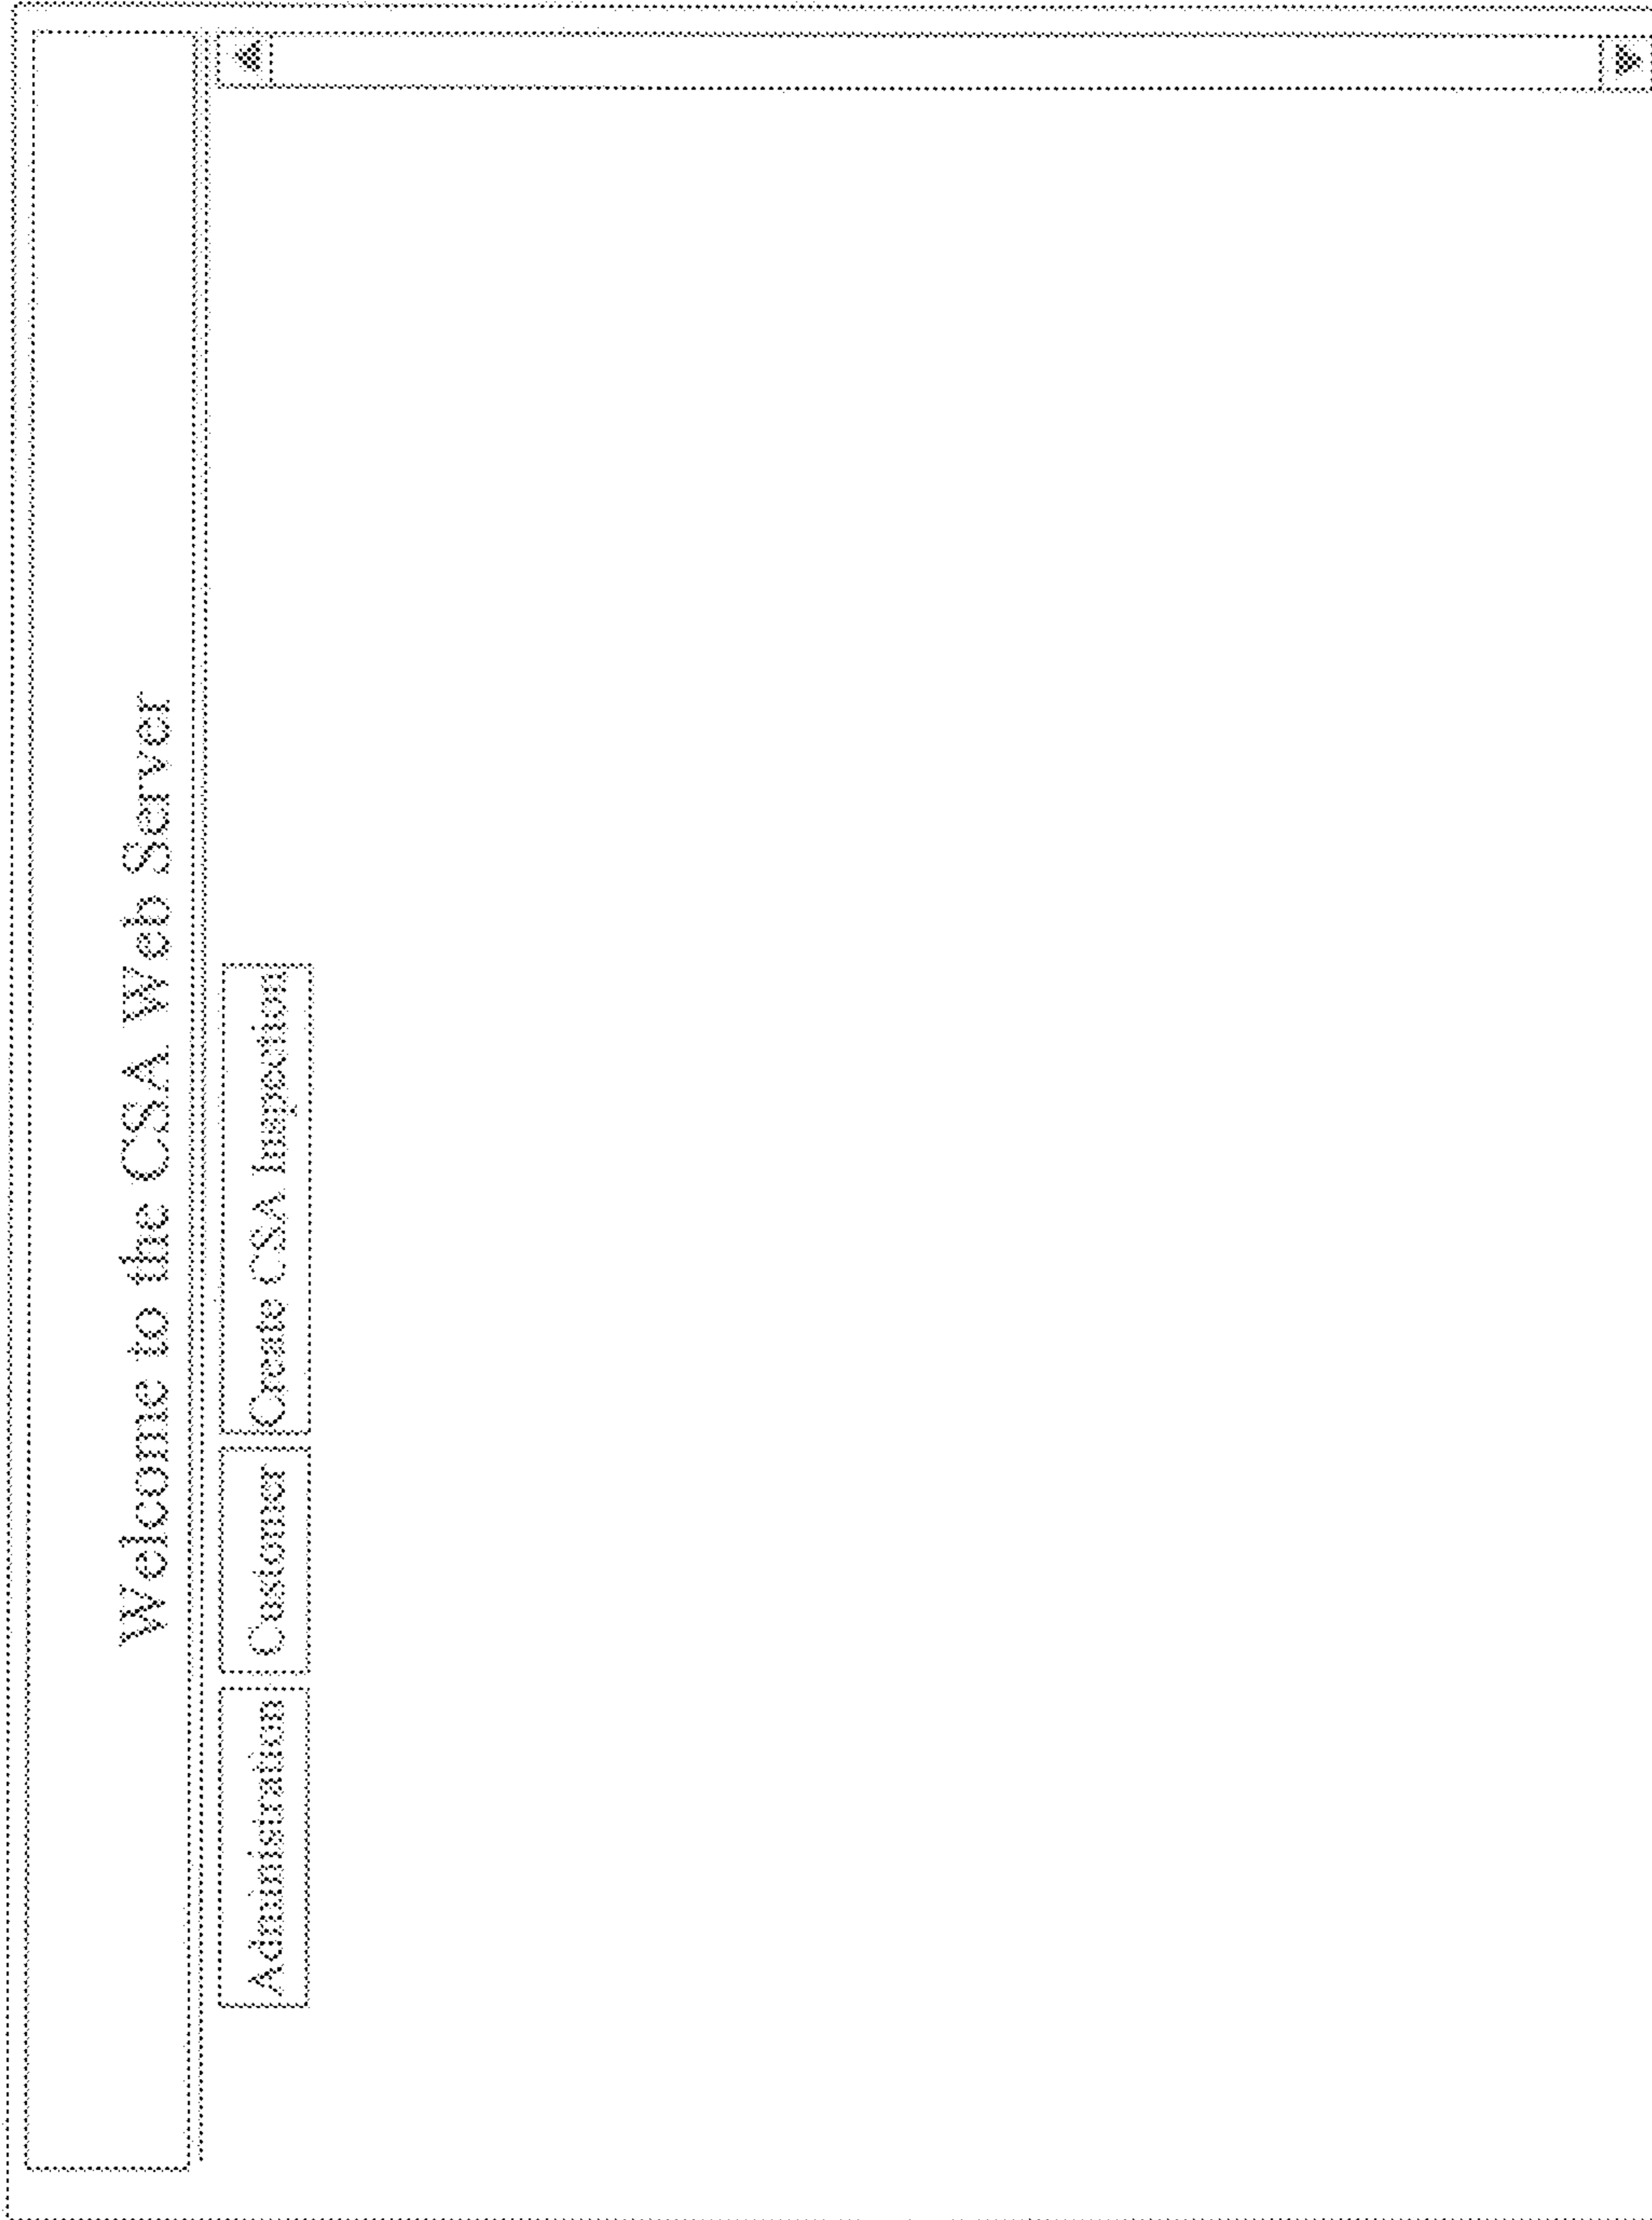 Welcome to the CSA Web Server
Administration Customer Create CSA Inspection